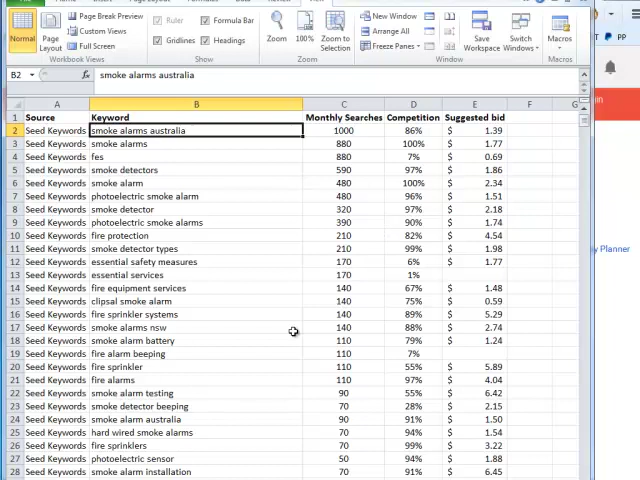 Page Break Preview
Custom Views
Full Screen
Normal
Page
Layout
Workbook Views
Ruler
Formula Bar
Gridlines
Headings
Show
Zoom
100%
Zoom to
Selection
Zoom
New Window
Arrange All
Freeze Panes
Window
Save
Workspace
Switch
Windows
Macros
Macros
PP
B2
fx
smoke alarms australia
A B C D E F G
1 Source Keyword Monthly Searches Competition Suggested bid
2 Seed Keywords smoke alarms australia 1000 86% $ 1.39
3 Seed Keywords smoke alarms 880 100% $ 1.77
4 Seed Keywords fes 880 7% $ 0.69
5 Seed Keywords smoke detectors 590 97% $ 1.86
6 Seed Keywords smoke alarm 480 100% $ 2.34
7 Seed Keywords photoelectric smoke alarm 480 96% $ 1.51
8 Seed Keywords smoke detector 320 97% $ 2.18
9 Seed Keywords photoelectric smoke alarms 390 90% $ 1.74
10 Seed Keywords fire protection 210 82% $ 4.54
11 Seed Keywords smoke detector types 210 99% $ 1.98
12 Seed Keywords essential safety measures 170 6% $ 1.77
13 Seed Keywords essential services 170 1%
14 Seed Keywords fire equipment services 140 67% $ 1.48
15 Seed Keywords clipsal smoke alarm 140 75% $ 0.59
16 Seed Keywords fire sprinkler systems 140 89% $ 5.29
17 Seed Keywords smoke alarms nsw 140 88% $ 2.74
18 Seed Keywords smoke alarm battery 110 79% $ 1.24
19 Seed Keywords fire alarm beeping 110 7%
20 Seed Keywords fire sprinkler 110 55% $ 5.89
21 Seed Keywords fire alarms 110 97% $ 4.04
22 Seed Keywords smoke alarm testing 90 55% $ 6.42
23 Seed Keywords smoke detector beeping 70 28% $ 2.15
24 Seed Keywords smoke alarm australia 90 91% $ 1.50
25 Seed Keywords hard wired smoke alarms 70 94% $ 1.54
26 Seed Keywords fire sprinklers 70 99% $ 3.22
27 Seed Keywords photoelectric sensor 50 94% $ 1.88
28 Seed Keywords smoke alarm installation 70 91% $ 6.45
Planner